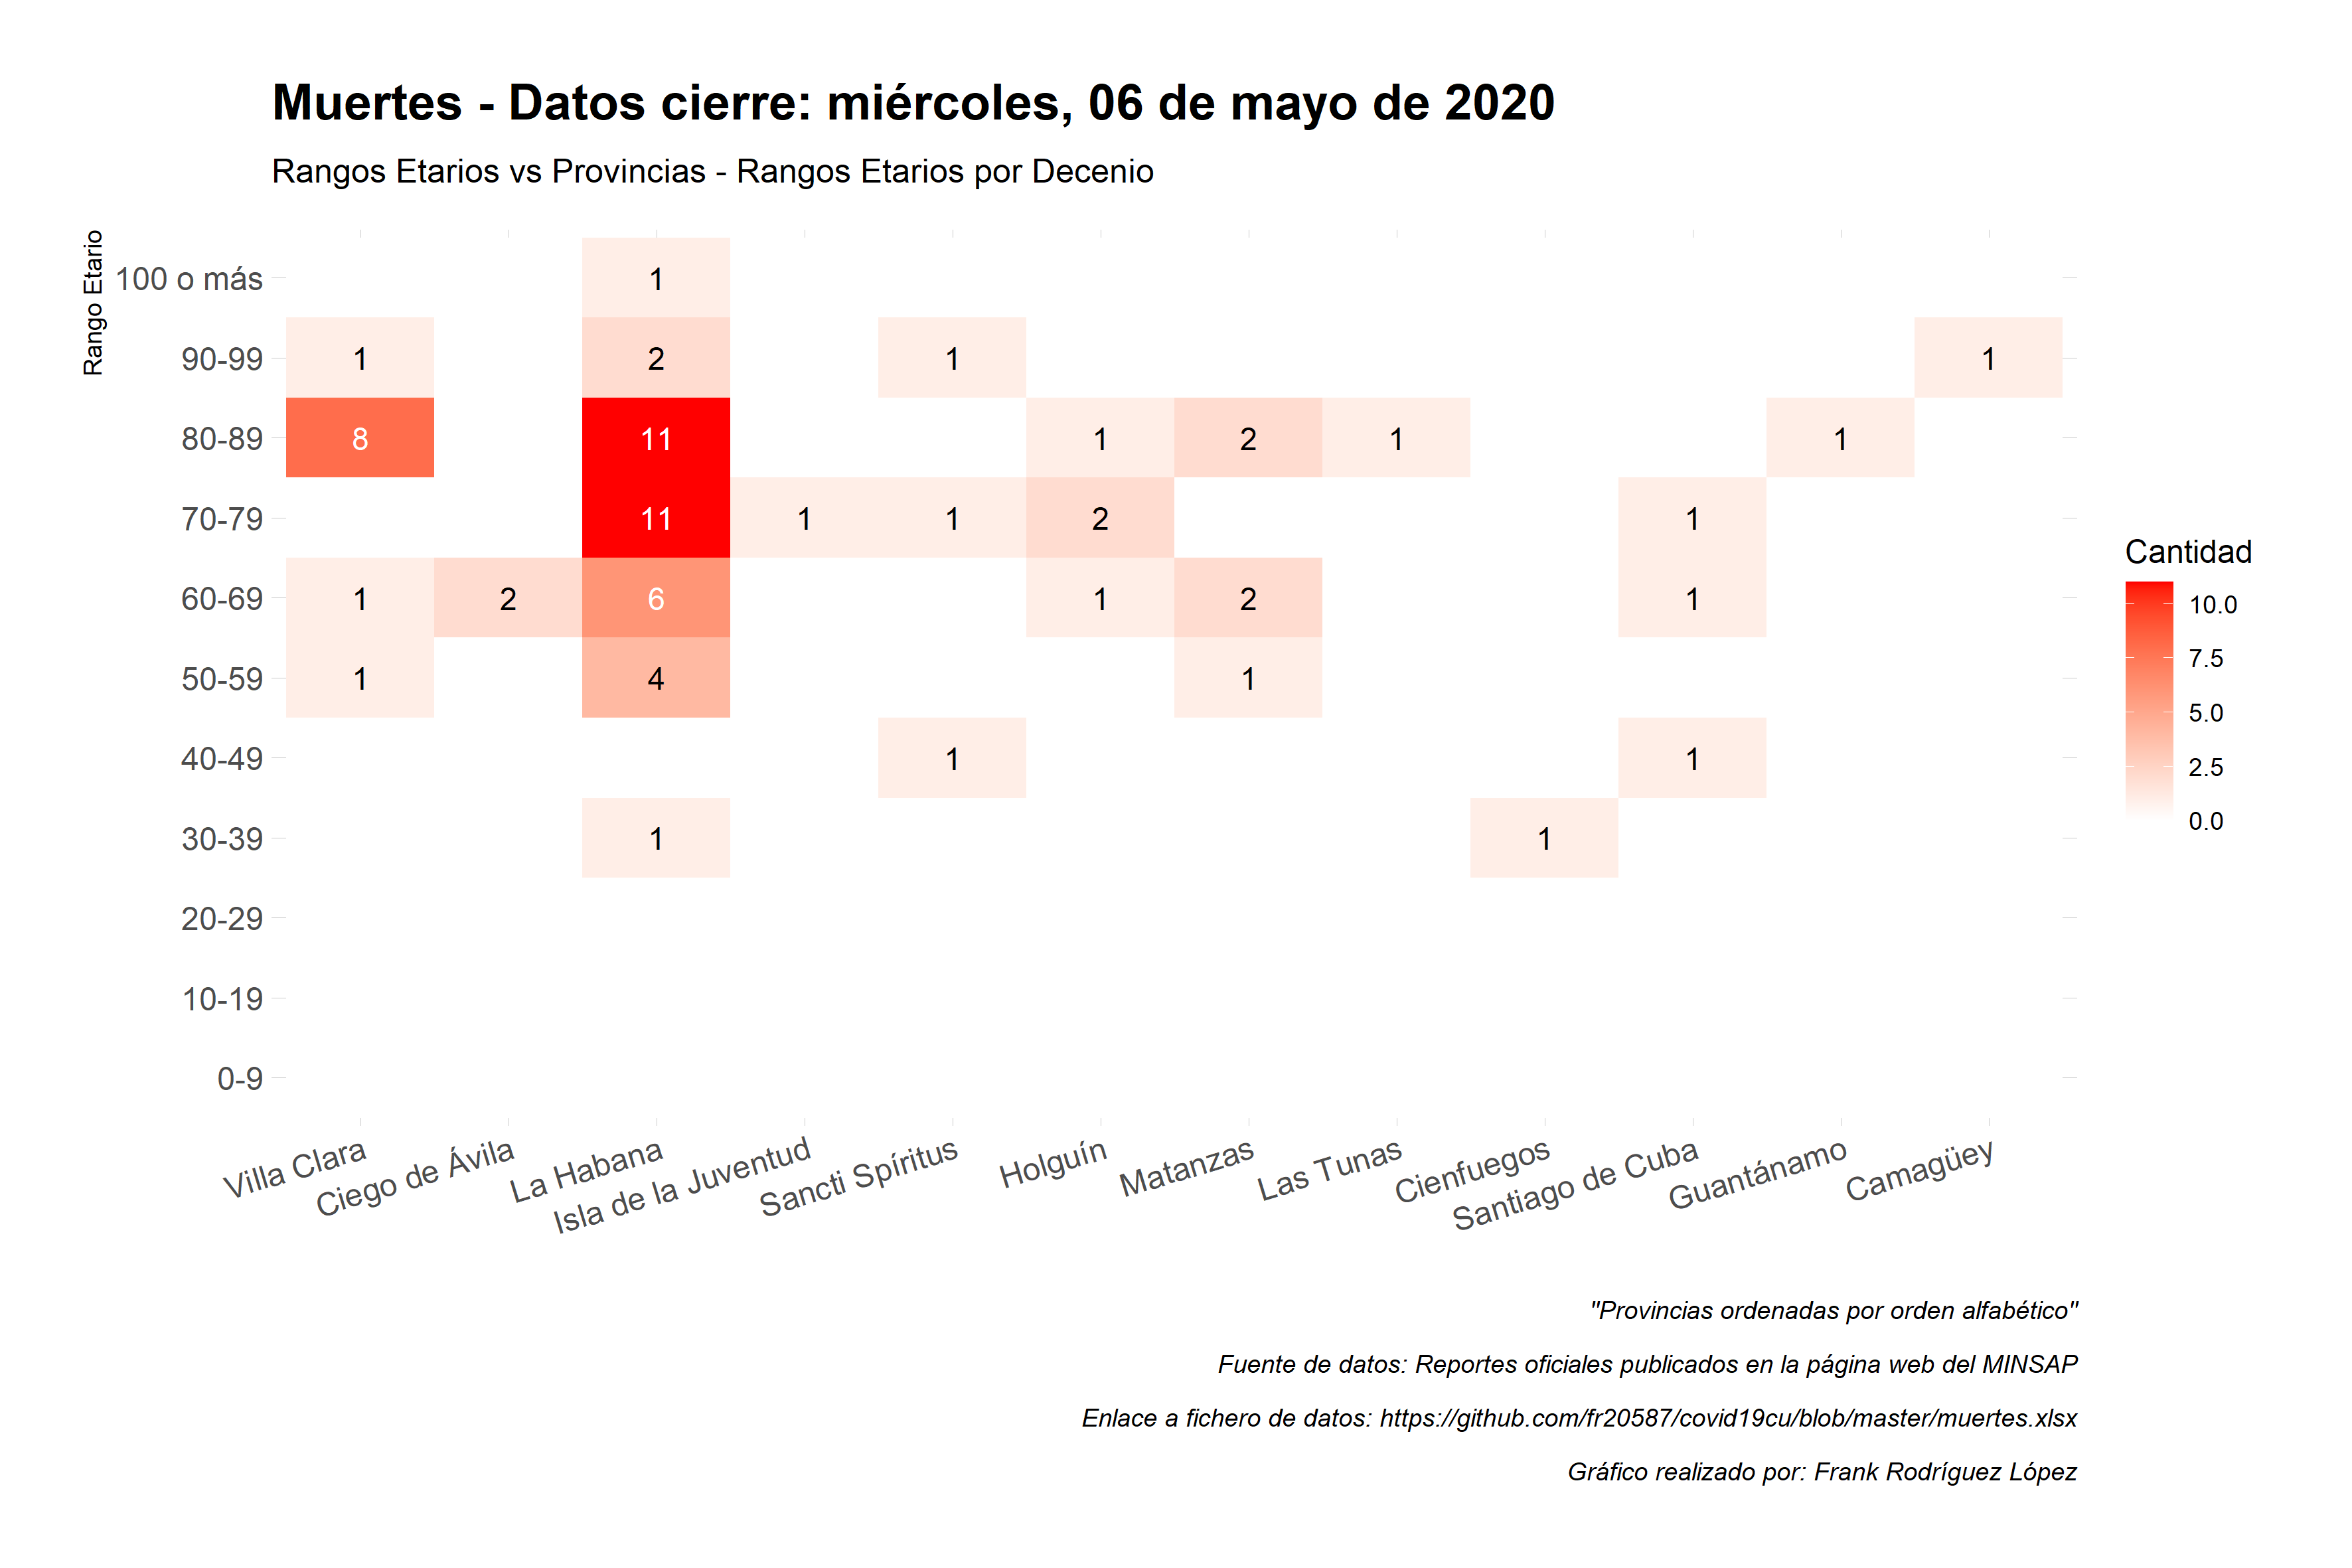 Muertes - Datos cierre: miércoles, 06 de mayo de 2020
Rangos Etarios vs Provincias - Rangos Etarios por Decenio
Rango Etario
100 o más 1
90-99 1 2 1 1
80-89 8 11 1 2 1 1
70-79 11 1 1 2 1
60-69 1 2 6 1 2 1
50-59 1 4 1
40-49 1 1
30-39 1 1
20-29
10-19
0-9
Villa Clara
Ciego de Ávila
La Habana
Isla de la Juventud
Sancti Spíritus
Holguín
Matanzas
Las Tunas
Cienfuegos
Santiago de Cuba
Guantánamo
Camagüey
Cantidad
10.0
7.5
5.0
2.5
0.0
"Provincias ordenadas por orden alfabético"
Fuente de datos: Reportes oficiales publicados en la página web del MINSAP
Enlace a fichero de datos: https://github.com/fr20587/covid19cu/blob/master/muertes.xlsx
Gráfico realizado por: Frank Rodríguez López